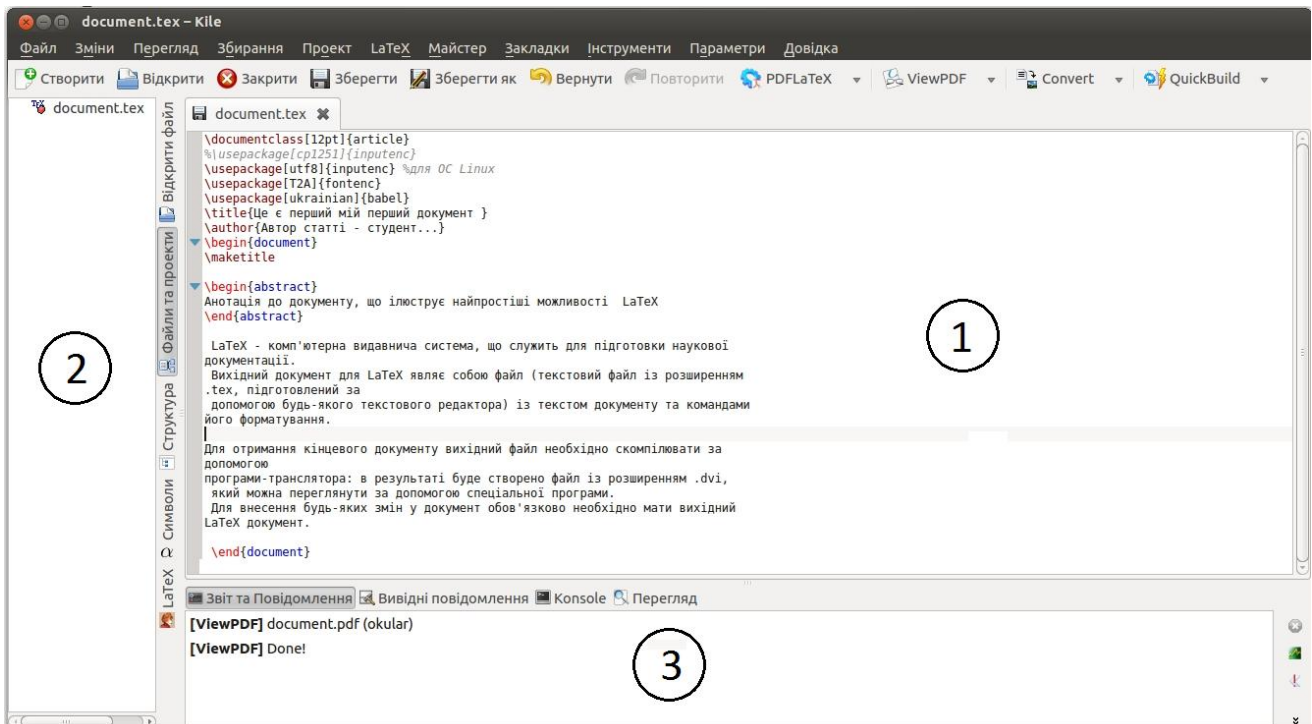 document.tex – Kile
Файл Зміни Перегляд Збирання Проект LaTeX Майстер Закладки Інструменти Параметри Довідка
Створити Відкрити Закрити Зберегти Зберегти як Вернути Повторити PDFLaTeX ViewPDF Convert QuickBuild
document.tex
Відкрити файл
Файли та проекти
Структура
Символи
LaTeX
2
document.tex
\documentclass[12pt]{article}
%\usepackage[cp1251]{inputenc}
\usepackage[utf8]{inputenc} %для ОС Linux
\usepackage[T2A]{fontenc}
\usepackage[ukrainian]{babel}
\title{Це є перший мій перший документ }
\author{Автор статті - студент...}
\begin{document}
\maketitle
\begin{abstract}
Анотація до документу, що ілюструє найпростіші можливості LaTeX
\end{abstract}
LaTeX - комп'ютерна видавнича система, що служить для підготовки наукової
документації.
Вихідний документ для LaTeX являє собою файл (текстовий файл із розширенням
.tex, підготовлений за
допомогою будь-якого текстового редактора) із текстом документу та командами
його форматування.
Для отримання кінцевого документу вихідний файл необхідно скомпілювати за
допомогою
програми-транслятора: в результаті буде створено файл із розширенням .dvi,
який можна переглянути за допомогою спеціальної програми.
Для внесення будь-яких змін у документ обов'язково необхідно мати вихідний
LaTeX документ.
\end{document}
1
Звіт та Повідомлення Вивідні повідомлення Konsole Перегляд
[ViewPDF] document.pdf (okular)
[ViewPDF] Done!
3